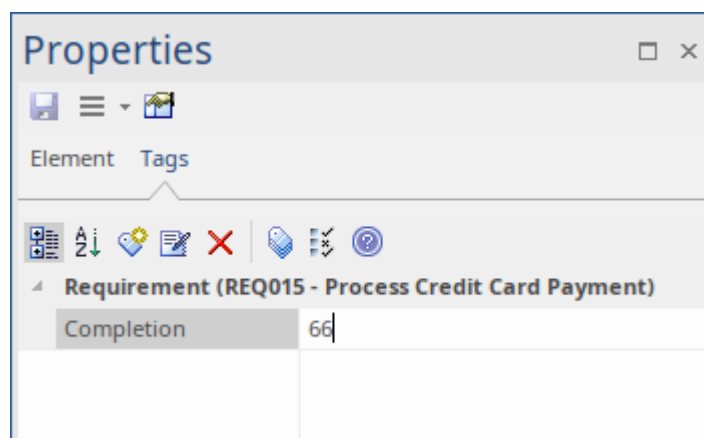 Properties
Element Tags
Requirement (REQ015 - Process Credit Card Payment)
Completion 66